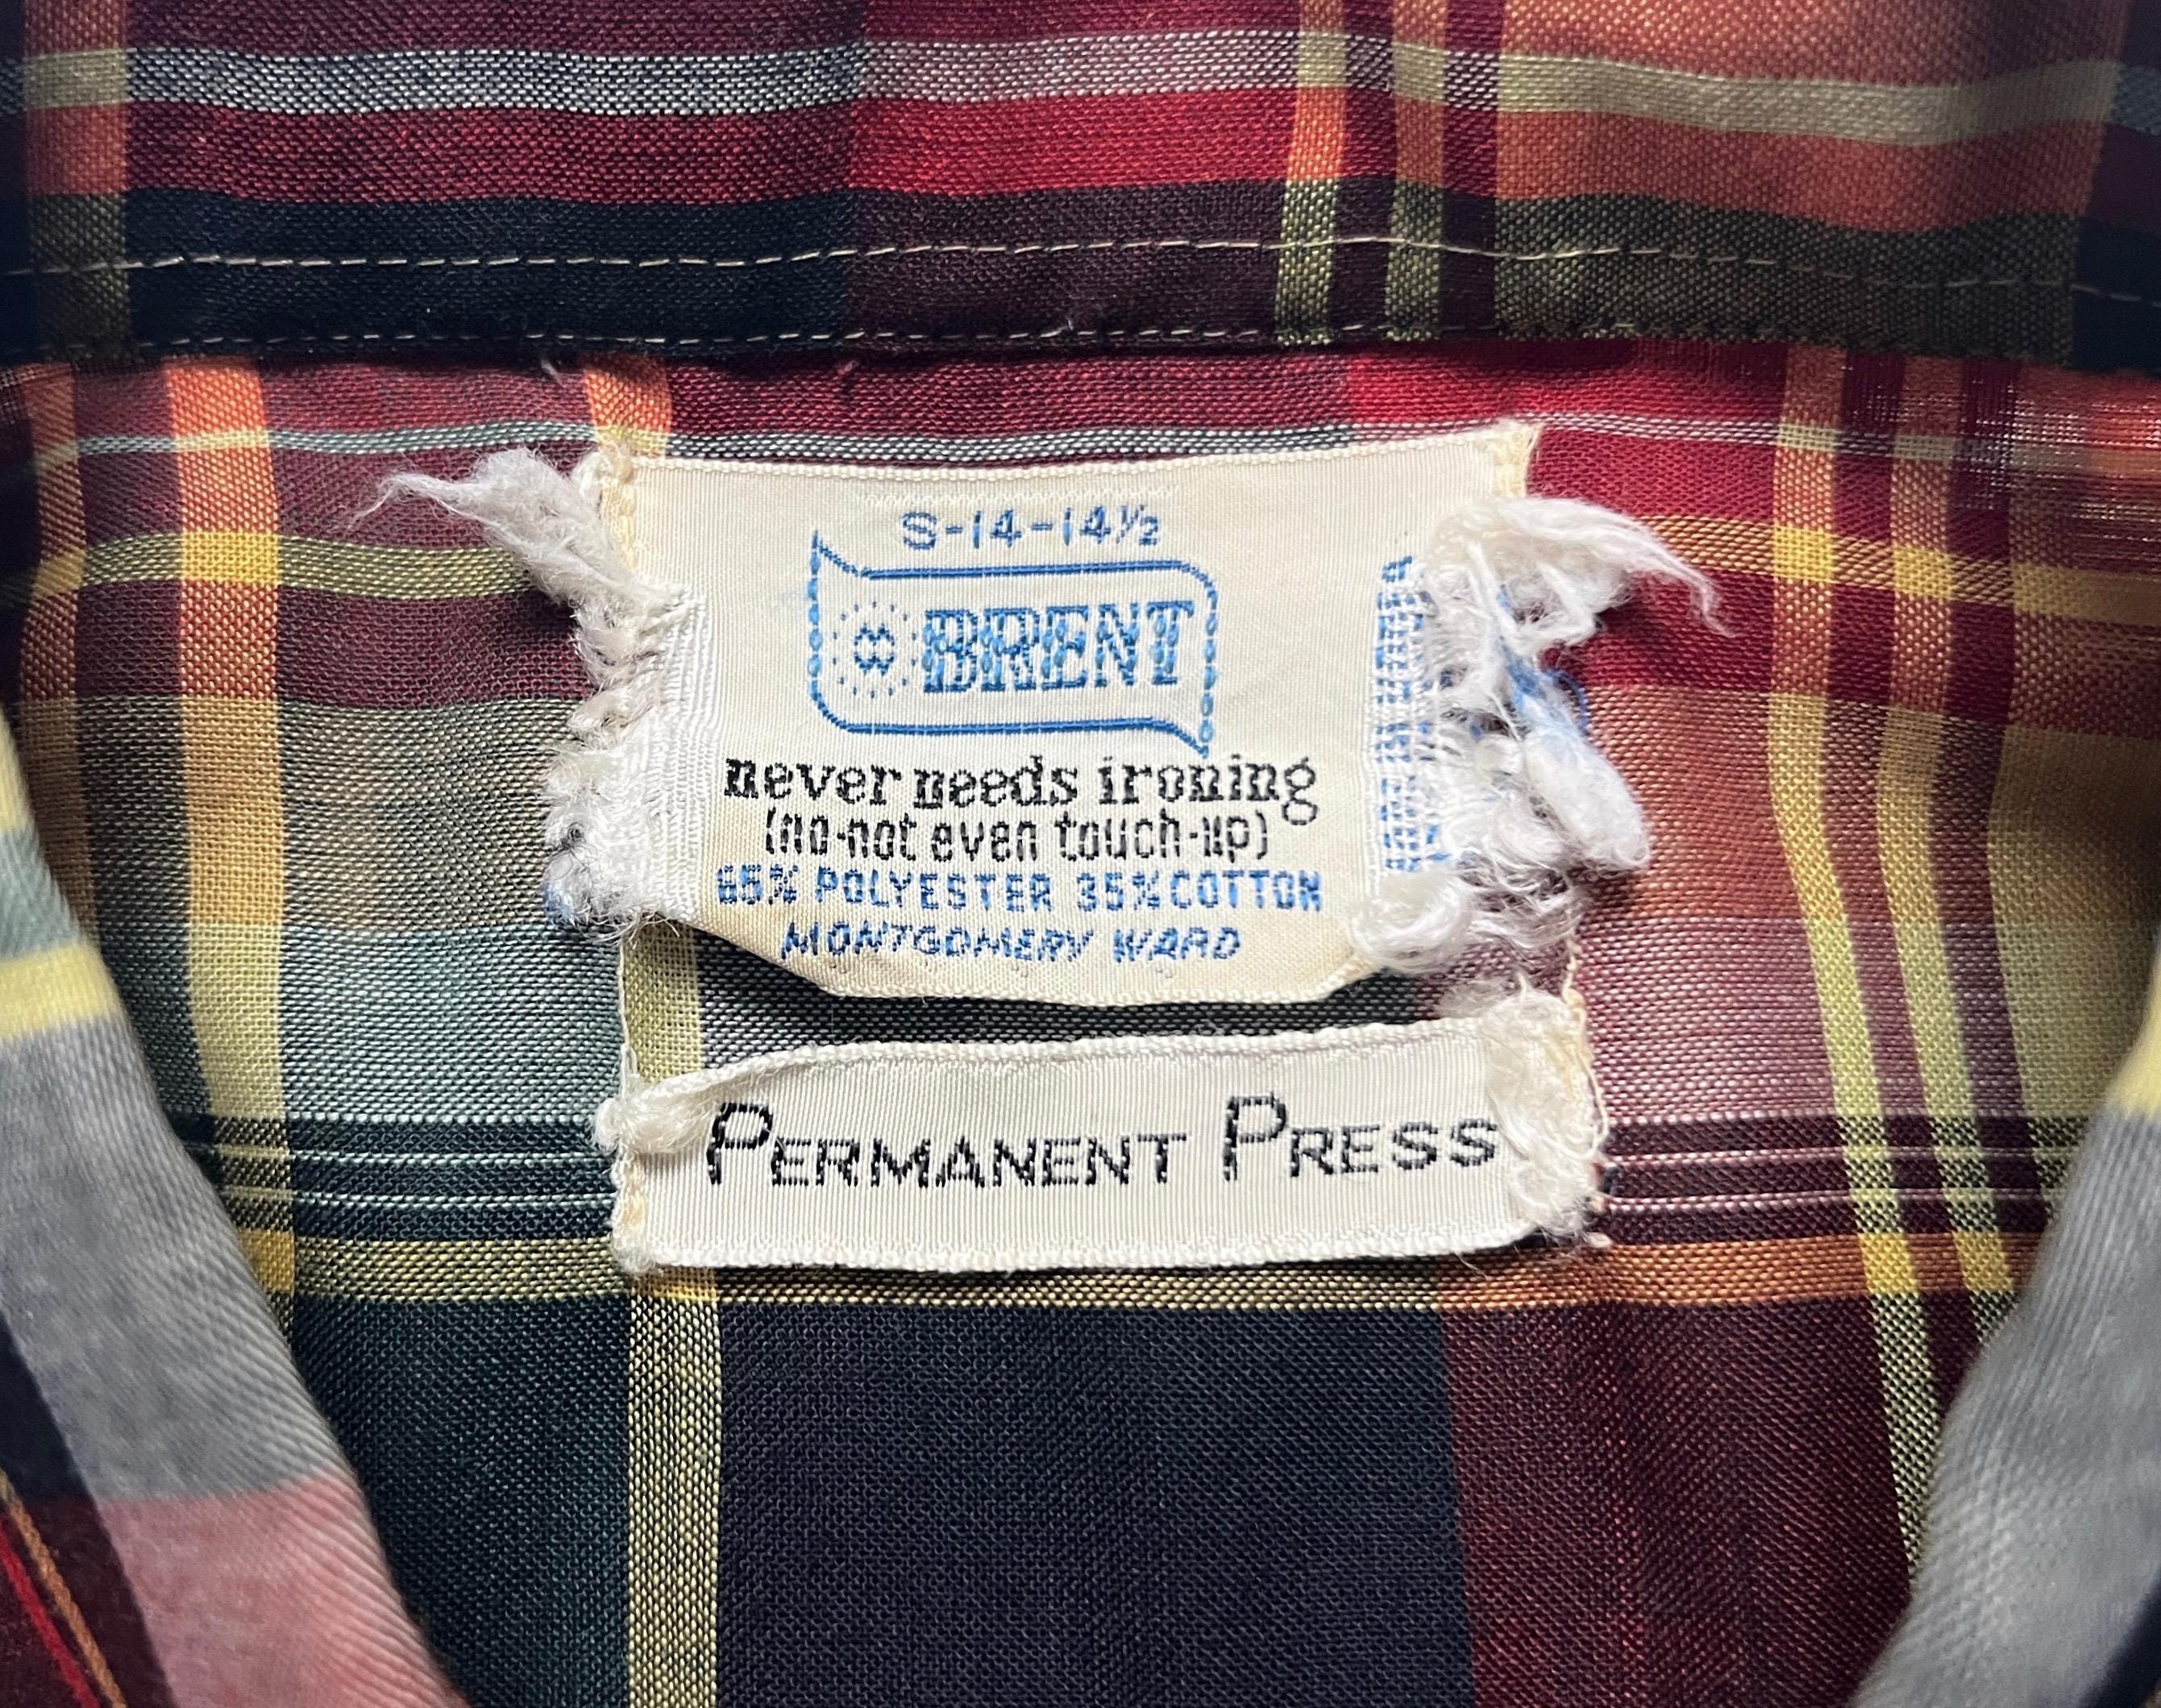 S-14-14½
W BRENT
never needs ironing
(no-not even touch-up)
65% POLYESTER 35% COTTON
MONTGOMERY WARD
PERMANENT PRESS